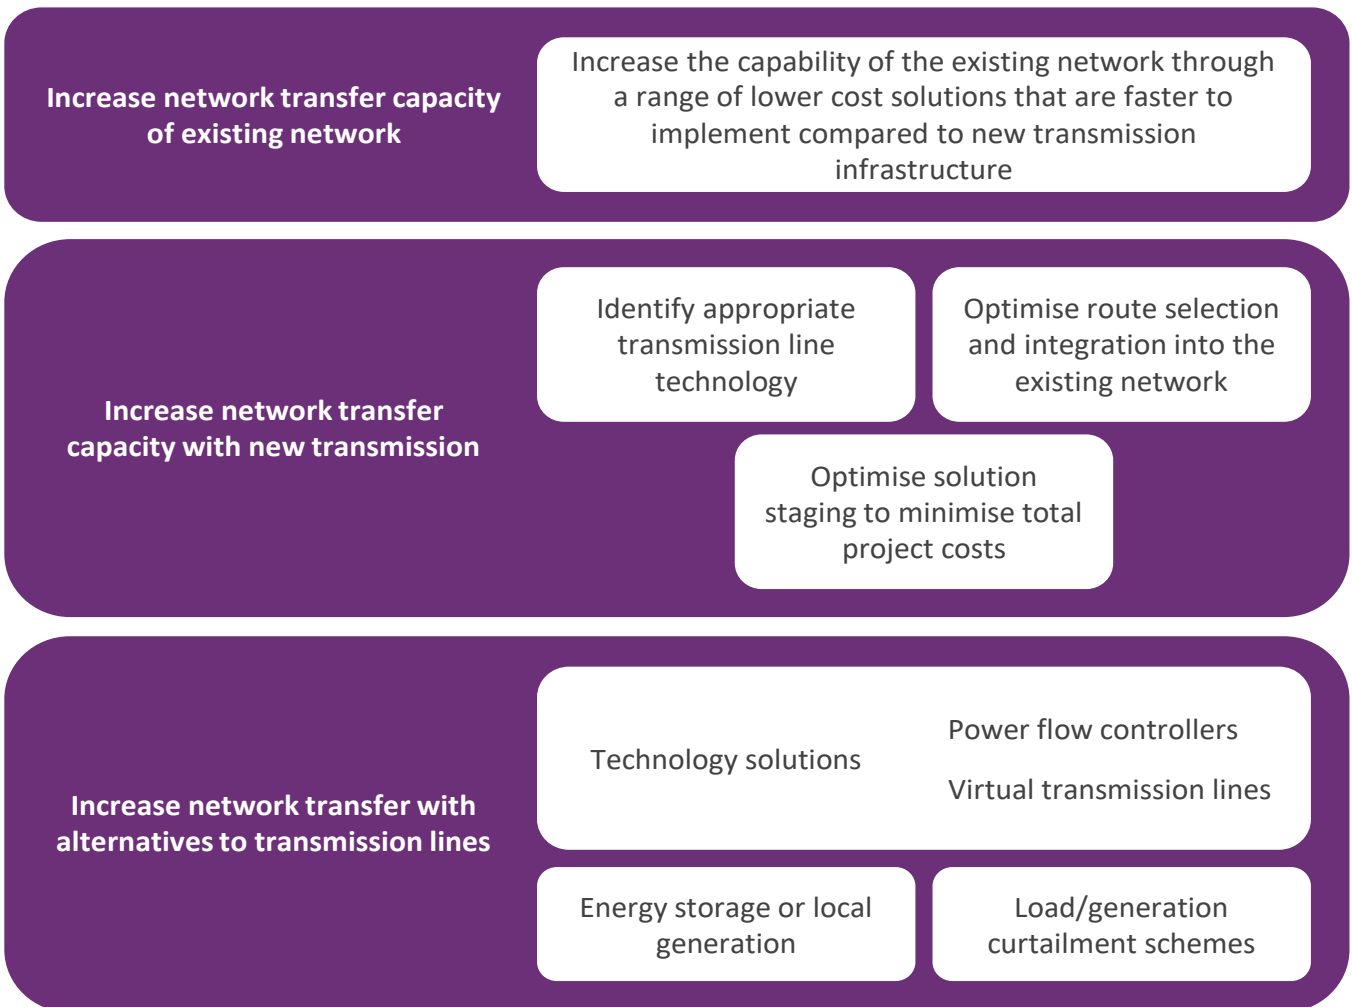 Increase network transfer capacity
of existing network
Increase the capability of the existing network through
a range of lower cost solutions that are faster to
implement compared to new transmission
infrastructure
Increase network transfer
capacity with new transmission
Identify appropriate
transmission line
technology
Optimise route selection
and integration into the
existing network
Optimise solution
staging to minimise total
project costs
Increase network transfer with
alternatives to transmission lines
Technology solutions
Power flow controllers
Virtual transmission lines
Energy storage or local
generation
Load/generation
curtailment schemes